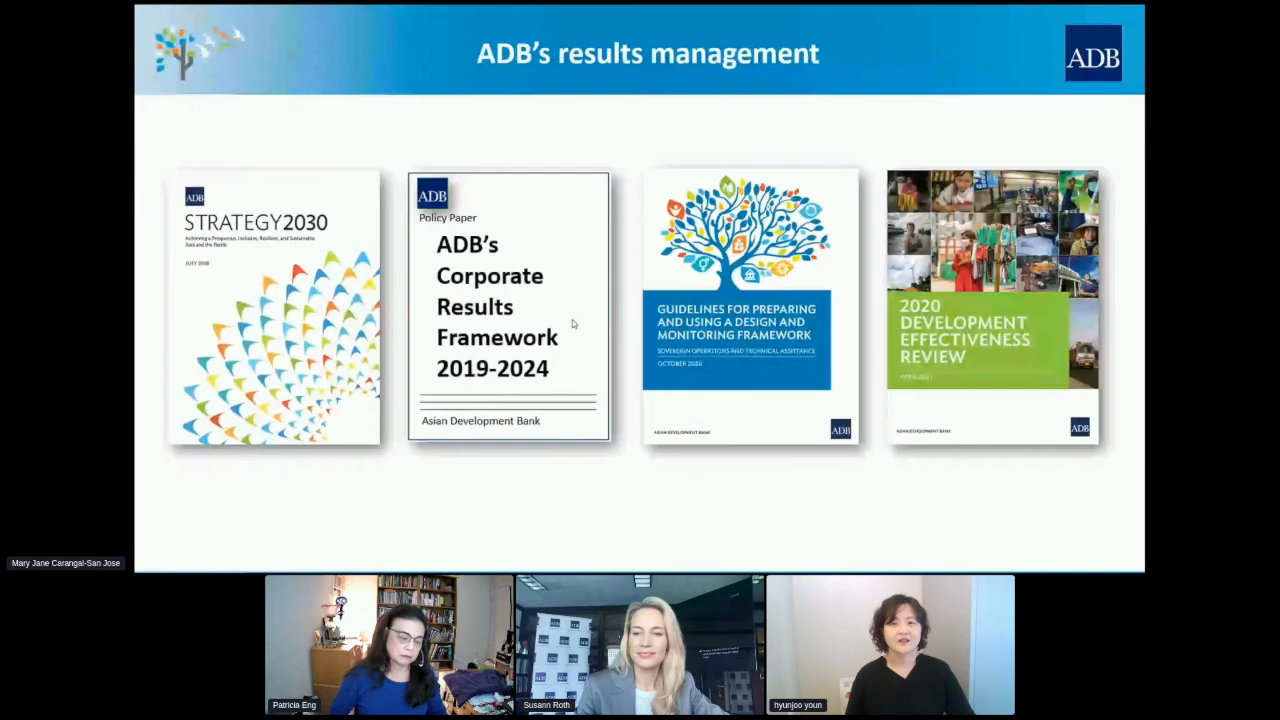 ADB's results management
ADB
ADB
STRATEGY2030
Achieving a Prosperous, Inclusive, Resilient, and Sustainable
Asia and the Pacific
JULY 2018
ADB
Policy Paper
ADB's
Corporate
Results
Framework
2019-2024
Asian Development Bank
GUIDELINES FOR PREPARING
AND USING A DESIGN AND
MONITORING FRAMEWORK
SOVEREIGN OPERATIONS AND TECHNICAL ASSISTANCE
OCTOBER 2020
ASIAN DEVELOPMENT BANK
ADB
2020
DEVELOPMENT
EFFECTIVENESS
REVIEW
APRIL 2021
ASIAN DEVELOPMENT BANK
ADB
Mary Jane Carangal-San Jose
Patricia Eng
Susann Roth
hyunjoo youn